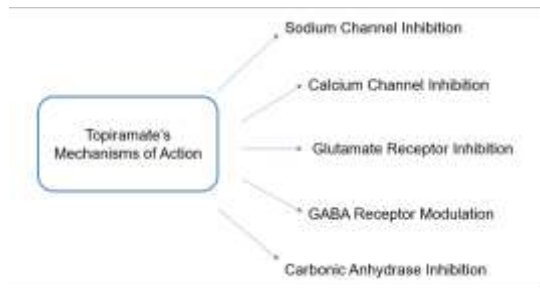 Sodium Channel Inhibition
Calcium Channel Inhibition
Topiramate's
Mechanisms of Action
Glutamate Receptor Inhibition
GABA Receptor Modulation
Carbonic Anhydrase Inhibition